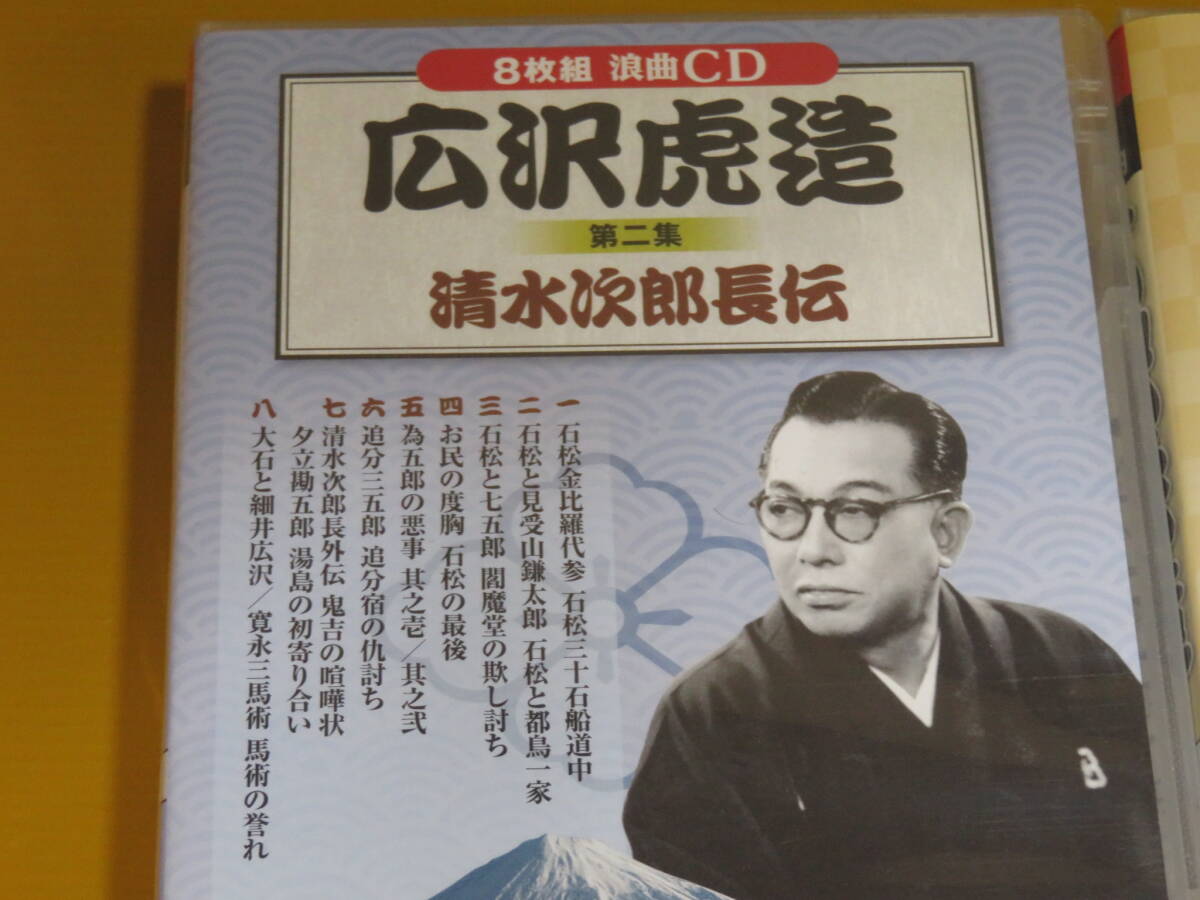 8枚組 浪曲CD
広沢虎造
第二集
清水次郎長伝
一 石松金比羅代参 石松三十石船道中
二 石松と見受山鎌太郎 石松と都鳥一家
三 石松と七五郎 閻魔堂の欺し討ち
四 お民の度胸 石松の最後
五 為五郎の悪事 其之壱／其之弐
六 追分三五郎 追分宿の仇討ち
七 清水次郎長外伝 鬼吉の喧嘩状
夕立勘五郎 湯島の初寄り合い
八 大石と細井広沢／寛永三馬術 馬術の誉れ